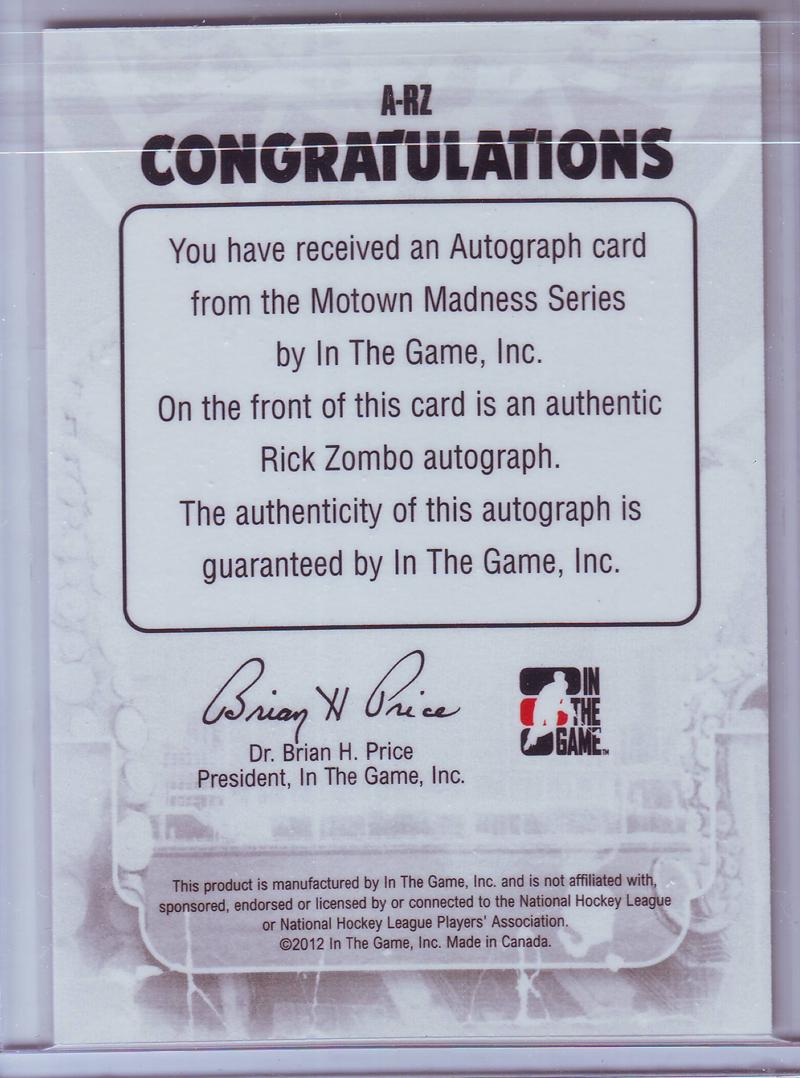 A-RZ
CONGRATULATIONS
You have received an Autograph card
from the Motown Madness Series
by In The Game, Inc.
On the front of this card is an authentic
Rick Zombo autograph.
The authenticity of this autograph is
guaranteed by In The Game, Inc.
Brian H Price
Dr. Brian H. Price
President, In The Game, Inc.
IN
THE
GAME™
This product is manufactured by In The Game, Inc. and is not affiliated with,
sponsored, endorsed or licensed by or connected to the National Hockey League
or National Hockey League Players' Association.
©2012 In The Game, Inc. Made in Canada.